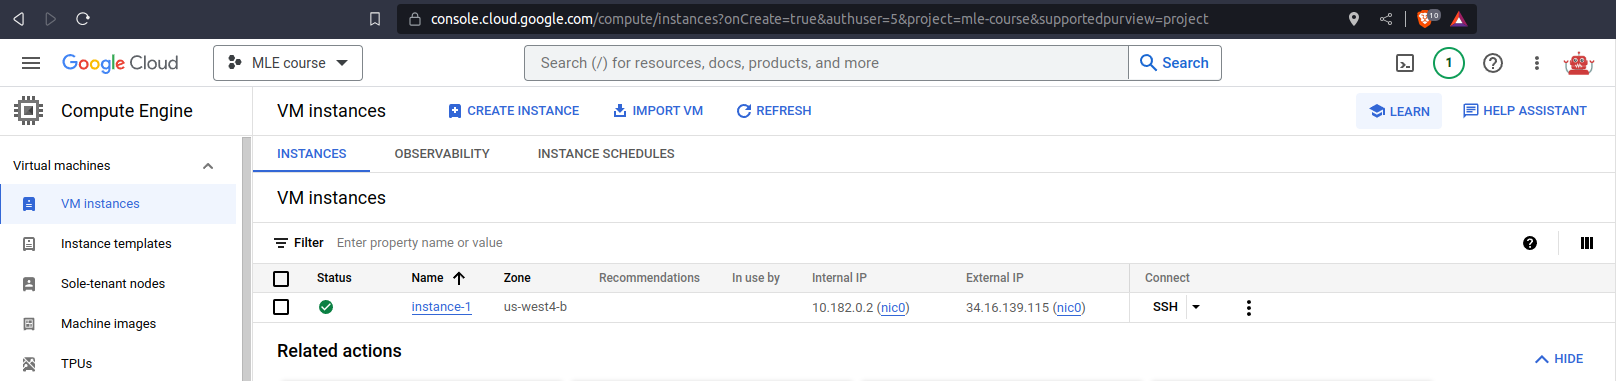 console.cloud.google.com/compute/instances?onCreate=true&authuser=5&project=mle-course&supportedpurview=project
10
Google Cloud
MLE course
Search (/) for resources, docs, products, and more
Search
1
Compute Engine
VM instances
CREATE INSTANCE
IMPORT VM
REFRESH
LEARN
HELP ASSISTANT
Virtual machines
INSTANCES
OBSERVABILITY
INSTANCE SCHEDULES
VM instances
Instance templates
Sole-tenant nodes
Machine images
TPUs
VM instances
Filter Enter property name or value
Status Name Zone Recommendations In use by Internal IP External IP Connect
instance-1 us-west4-b 10.182.0.2 (nic0) 34.16.139.115 (nic0) SSH
Related actions
HIDE